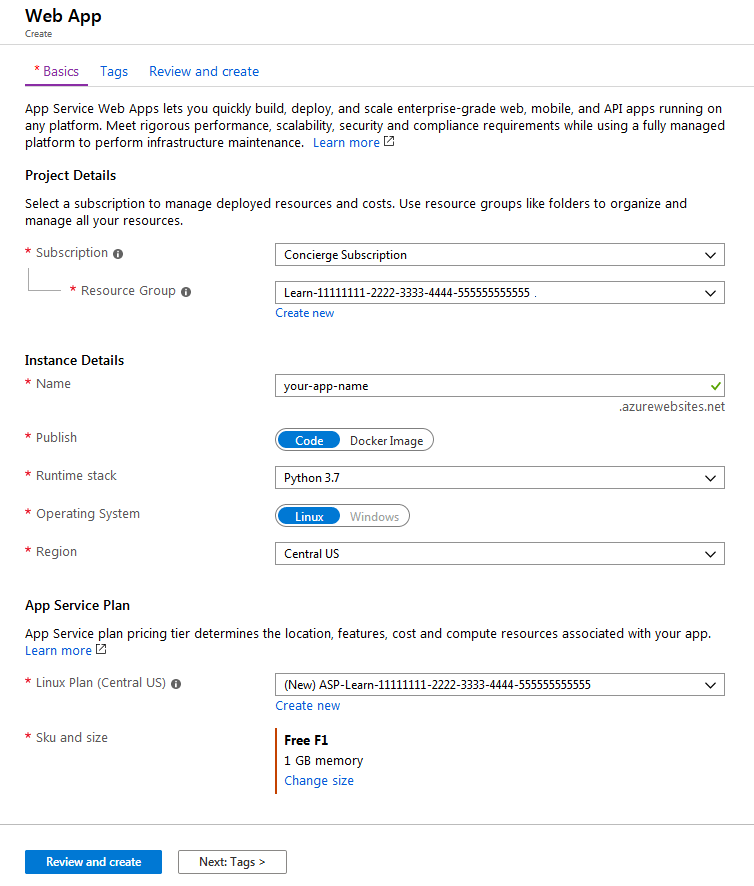 Web App
Create
* Basics Tags Review and create
App Service Web Apps lets you quickly build, deploy, and scale enterprise-grade web, mobile, and API apps running on
any platform. Meet rigorous performance, scalability, security and compliance requirements while using a fully managed
platform to perform infrastructure maintenance. Learn more
Project Details
Select a subscription to manage deployed resources and costs. Use resource groups like folders to organize and
manage all your resources.
* Subscription Concierge Subscription
* Resource Group Learn-11111111-2222-3333-4444-555555555555 .
Create new
Instance Details
* Name your-app-name
.azurewebsites.net
* Publish Code Docker Image
* Runtime stack Python 3.7
* Operating System Linux Windows
* Region Central US
App Service Plan
App Service plan pricing tier determines the location, features, cost and compute resources associated with your app.
Learn more
* Linux Plan (Central US) (New) ASP-Learn-11111111-2222-3333-4444-555555555555
Create new
* Sku and size Free F1
1 GB memory
Change size
Review and create Next: Tags >